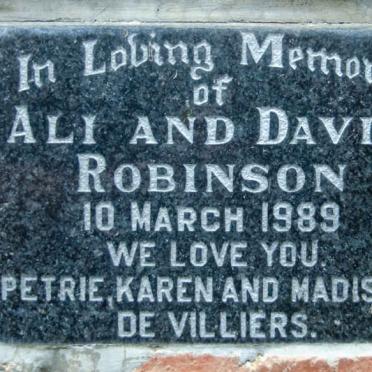 In Loving Memor
of
ALI AND DAVI
ROBINSON
10 MARCH 1989
WE LOVE YOU.
PETRIE, KAREN AND MADIS
DE VILLIERS.